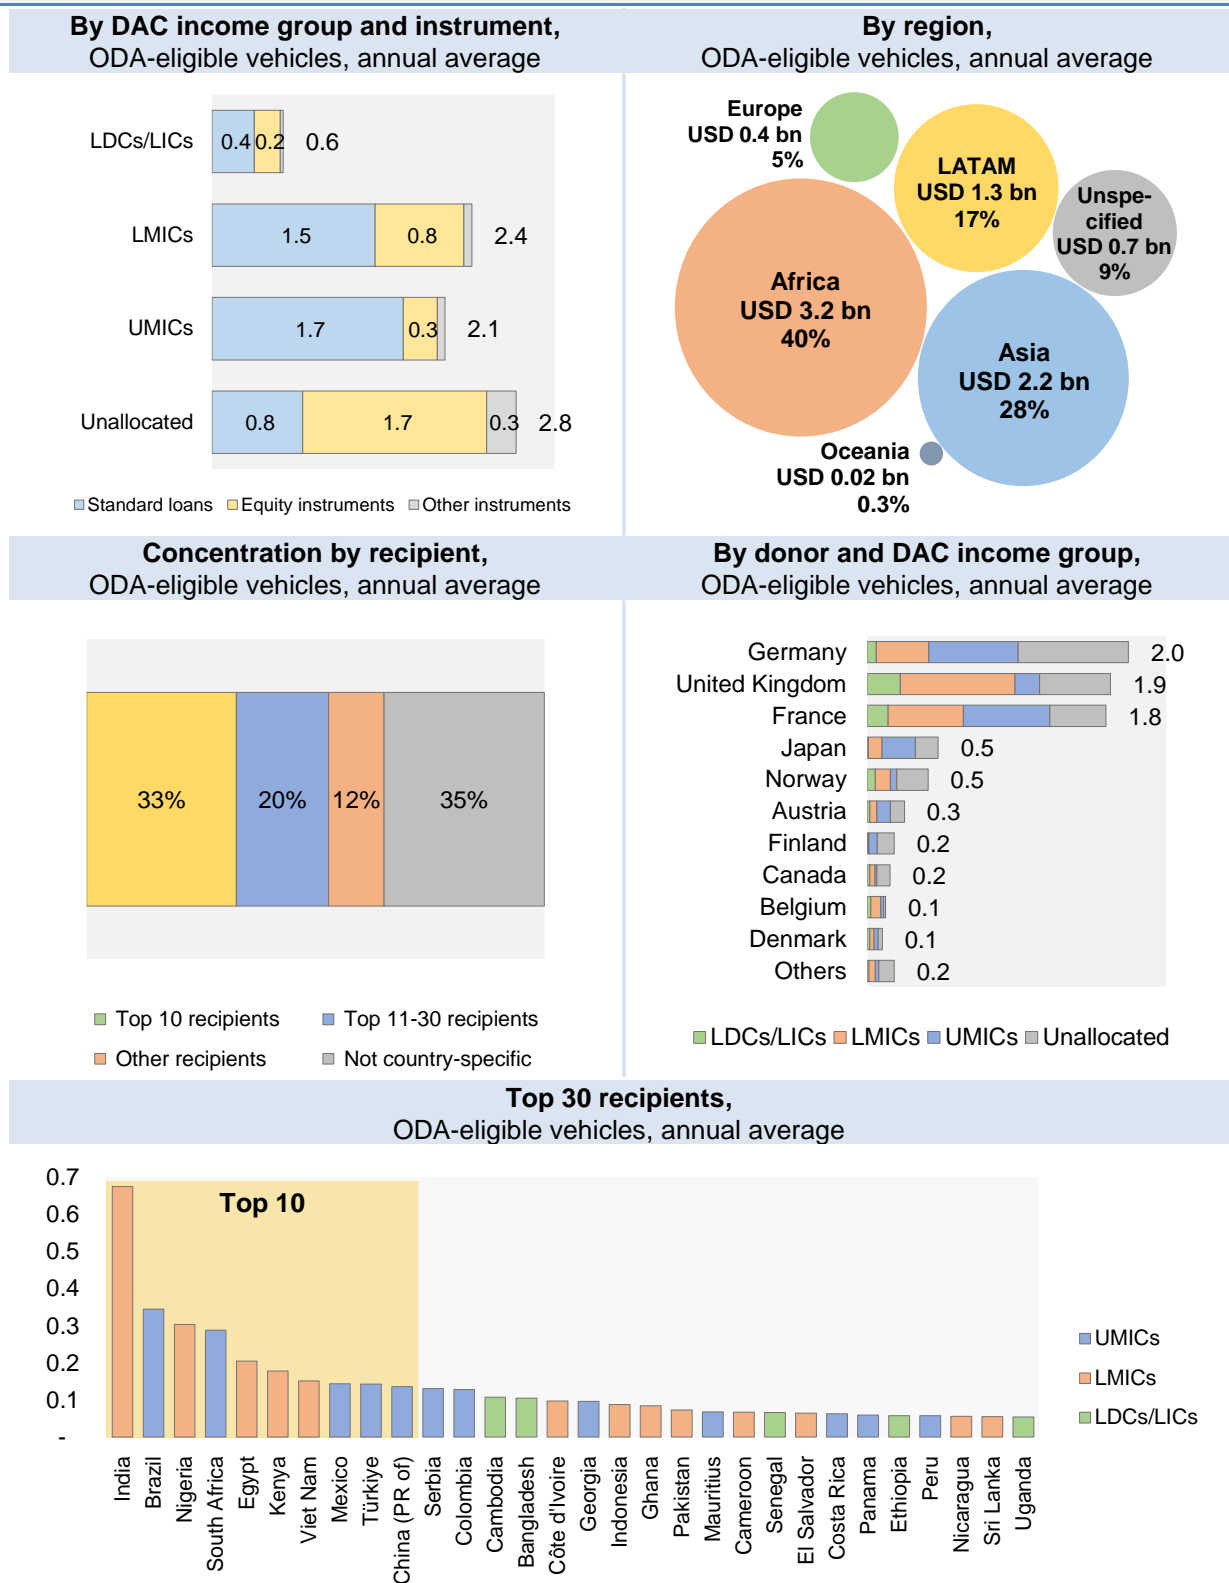 By DAC income group and instrument,
ODA-eligible vehicles, annual average
LDCs/LICs
0.4
0.2
0.6
LMICs
1.5
0.8
2.4
UMICs
1.7
0.3
2.1
Unallocated
0.8
1.7
0.3
2.8
Standard loans
Equity instruments
Other instruments
By region,
ODA-eligible vehicles, annual average
Europe
USD 0.4 bn
5%
LATAM
USD 1.3 bn
17%
Unspe-
cified
USD 0.7 bn
9%
Africa
USD 3.2 bn
40%
Asia
USD 2.2 bn
28%
Oceania
USD 0.02 bn
0.3%
Concentration by recipient,
ODA-eligible vehicles, annual average
33%
20%
12%
35%
Top 10 recipients
Top 11-30 recipients
Other recipients
Not country-specific
By donor and DAC income group,
ODA-eligible vehicles, annual average
Germany
2.0
United Kingdom
1.9
France
1.8
Japan
0.5
Norway
0.5
Austria
0.3
Finland
0.2
Canada
0.2
Belgium
0.1
Denmark
0.1
Others
0.2
LDCs/LICs
LMICs
UMICs
Unallocated
Top 30 recipients,
ODA-eligible vehicles, annual average
0.7
0.6
0.5
0.4
0.3
0.2
0.1
-
Top 10
India
Brazil
Nigeria
South Africa
Egypt
Kenya
Viet Nam
Mexico
Türkiye
China (PR of)
Serbia
Colombia
Cambodia
Bangladesh
Côte d'Ivoire
Georgia
Indonesia
Ghana
Pakistan
Mauritius
Cameroon
Senegal
El Salvador
Costa Rica
Panama
Ethiopia
Peru
Nicaragua
Sri Lanka
Uganda
UMICs
LMICs
LDCs/LICs